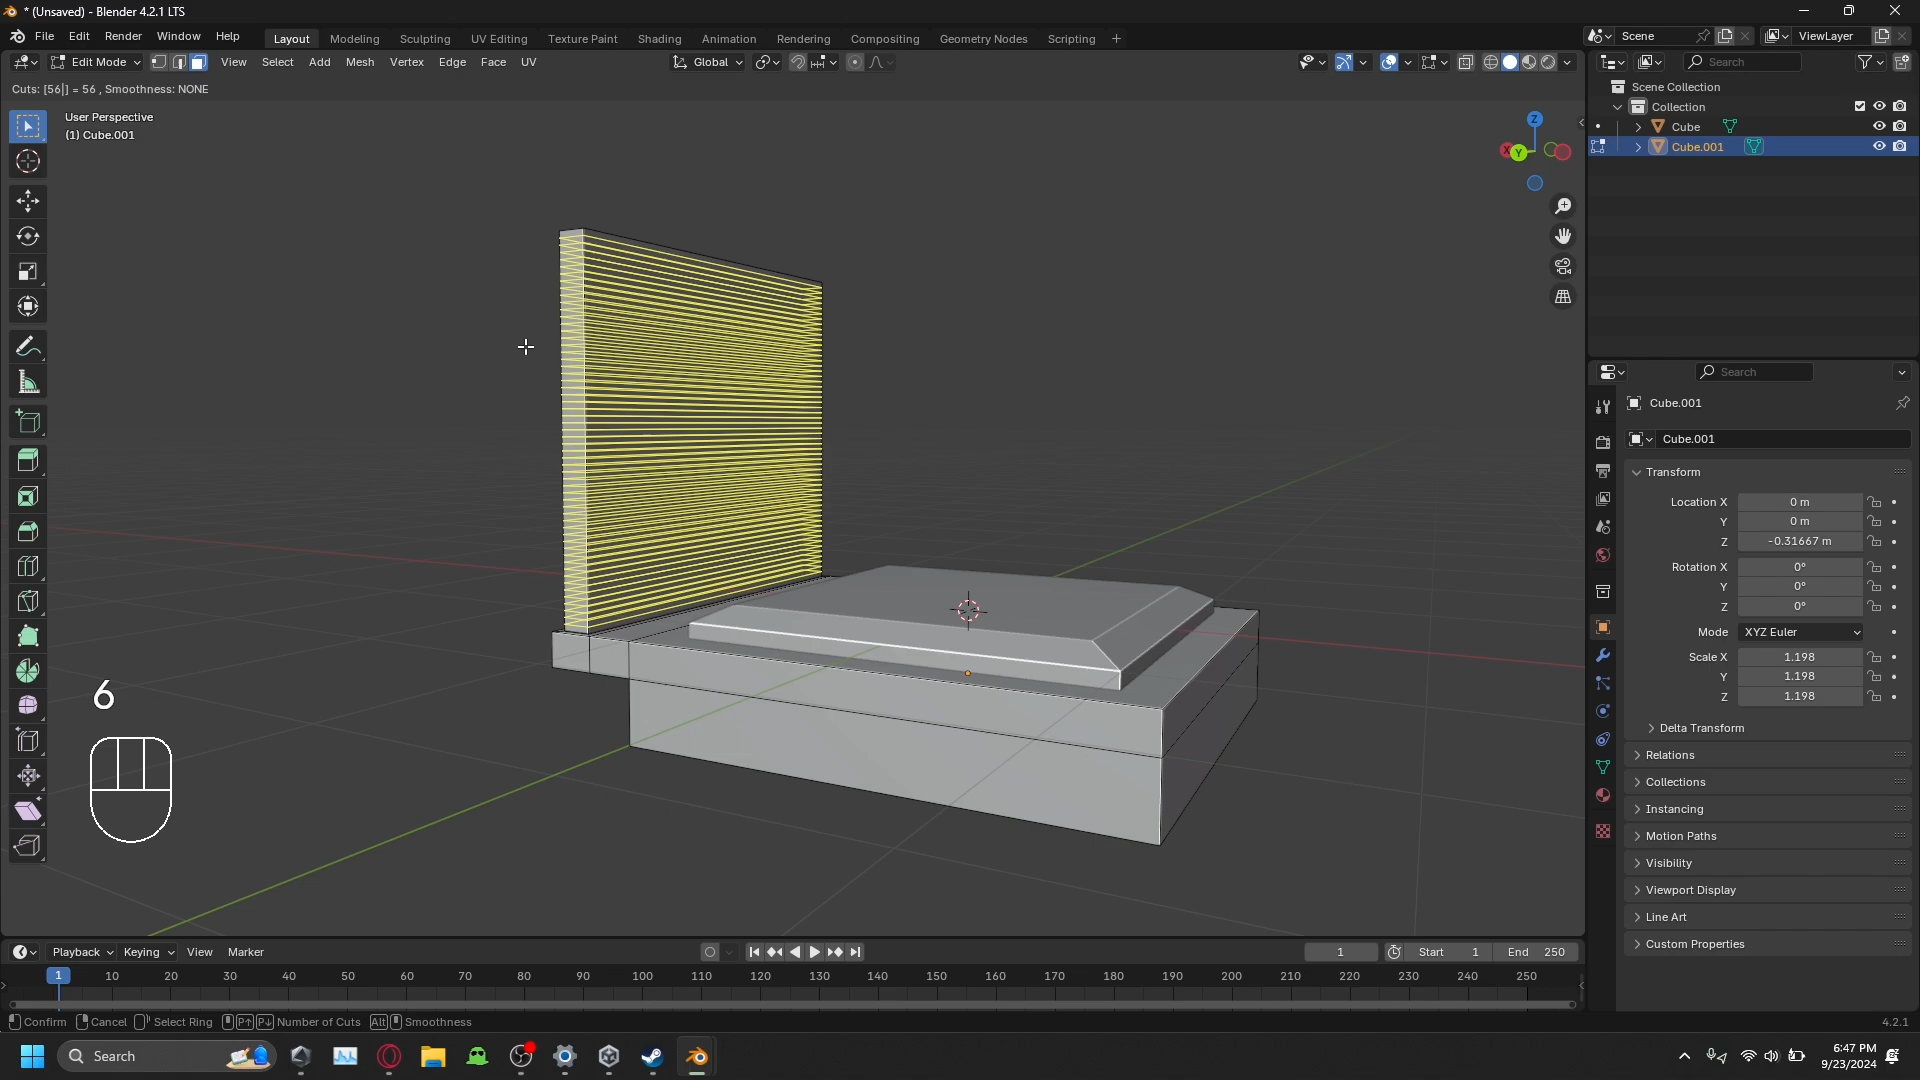 * (Unsaved) - Blender 4.2.1 LTS
File Edit Render Window Help Layout Modeling Sculpting UV Editing Texture Paint Shading Animation Rendering Compositing Geometry Nodes Scripting + Scene ViewLayer
Edit Mode View Select Add Mesh Vertex Edge Face UV Global Search
Cuts: [56|] = 56 , Smoothness: NONE
User Perspective
(1) Cube.001
Z
X
Y
Scene Collection
Collection
Cube
Cube.001
Search
Cube.001
Cube.001
Transform
Location X 0 m
Y 0 m
Z -0.31667 m
Rotation X 0°
Y 0°
Z 0°
Mode XYZ Euler
Scale X 1.198
Y 1.198
Z 1.198
Delta Transform
Relations
Collections
Instancing
Motion Paths
Visibility
Viewport Display
Line Art
Custom Properties
6
Playback Keying View Marker 1 Start 1 End 250
1 10 20 30 40 50 60 70 80 90 100 110 120 130 140 150 160 170 180 190 200 210 220 230 240 250
Confirm Cancel Select Ring P↑ P↓ Number of Cuts Alt Smoothness 4.2.1
Search
6:47 PM
9/23/2024